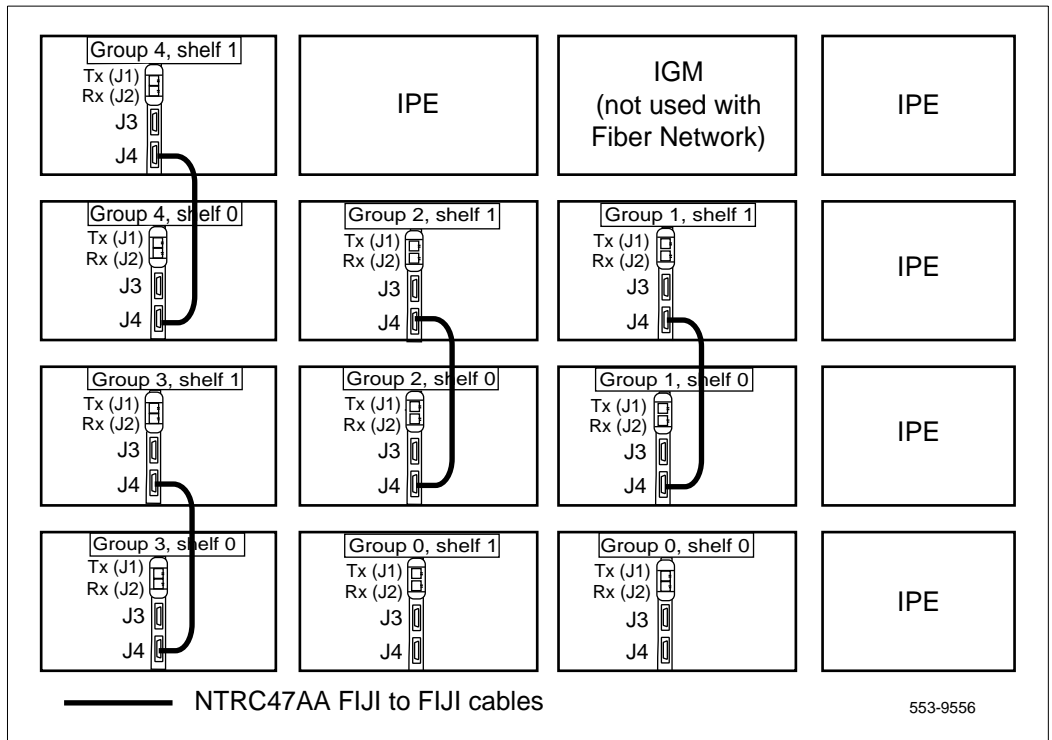 Group 4, shelf 1
Tx (J1)
Rx (J2)
J3
J4
IPE
IGM
(not used with
Fiber Network)
IPE
Group 4, shelf 0
Tx (J1)
Rx (J2)
J3
J4
Group 2, shelf 1
Tx (J1)
Rx (J2)
J3
J4
Group 1, shelf 1
Tx (J1)
Rx (J2)
J3
J4
IPE
Group 3, shelf 1
Tx (J1)
Rx (J2)
J3
J4
Group 2, shelf 0
Tx (J1)
Rx (J2)
J3
J4
Group 1, shelf 0
Tx (J1)
Rx (J2)
J3
J4
IPE
Group 3, shelf 0
Tx (J1)
Rx (J2)
J3
J4
Group 0, shelf 1
Tx (J1)
Rx (J2)
J3
J4
Group 0, shelf 0
Tx (J1)
Rx (J2)
J3
J4
IPE
NTRC47AA FIJI to FIJI cables
553-9556